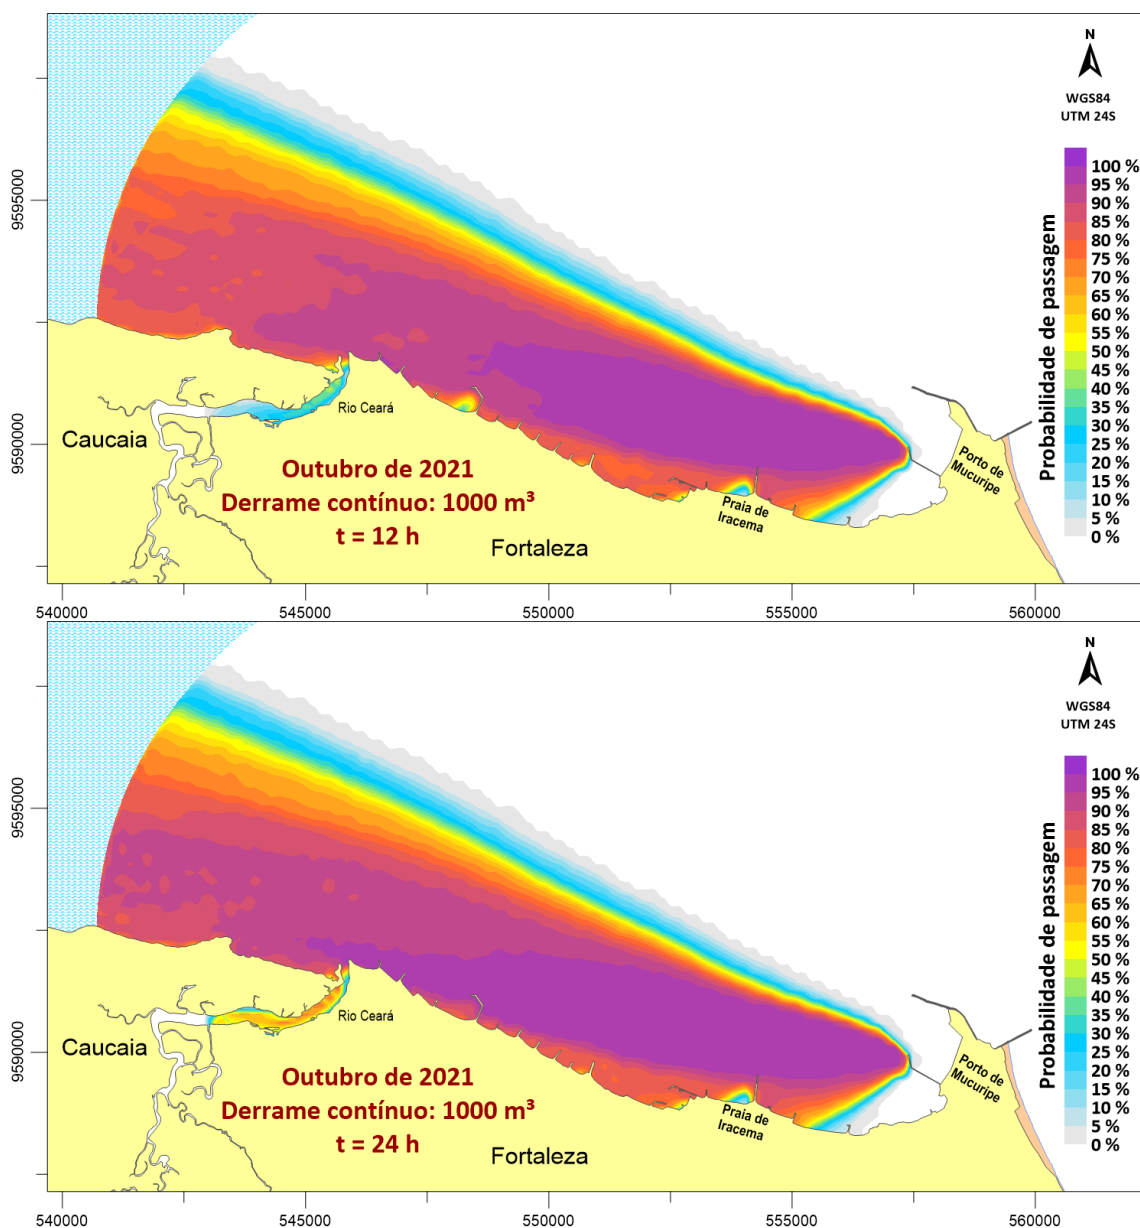 N
WGS84
UTM 24S
Probabilidade de passagem
100 %
95 %
90 %
85 %
80 %
75 %
70 %
65 %
60 %
55 %
50 %
45 %
40 %
35 %
30 %
25 %
20 %
15 %
10 %
5 %
0 %
9595000
9590000
Rio Ceará
Caucaia
Outubro de 2021
Derrame contínuo: 1000 m³
t = 12 h
Fortaleza
Praia de
Iracema
Porto de
Mucuripe
540000
545000
550000
555000
560000
N
WGS84
UTM 24S
Probabilidade de passagem
100 %
95 %
90 %
85 %
80 %
75 %
70 %
65 %
60 %
55 %
50 %
45 %
40 %
35 %
30 %
20 %
20 %
15 %
10 %
5 %
0 %
9595000
9590000
Rio Ceará
Caucaia
Outubro de 2021
Derrame contínuo: 1000 m³
t = 24 h
Fortaleza
Praia de
Iracema
Porto de
Mucuripe
540000
545000
550000
555000
560000